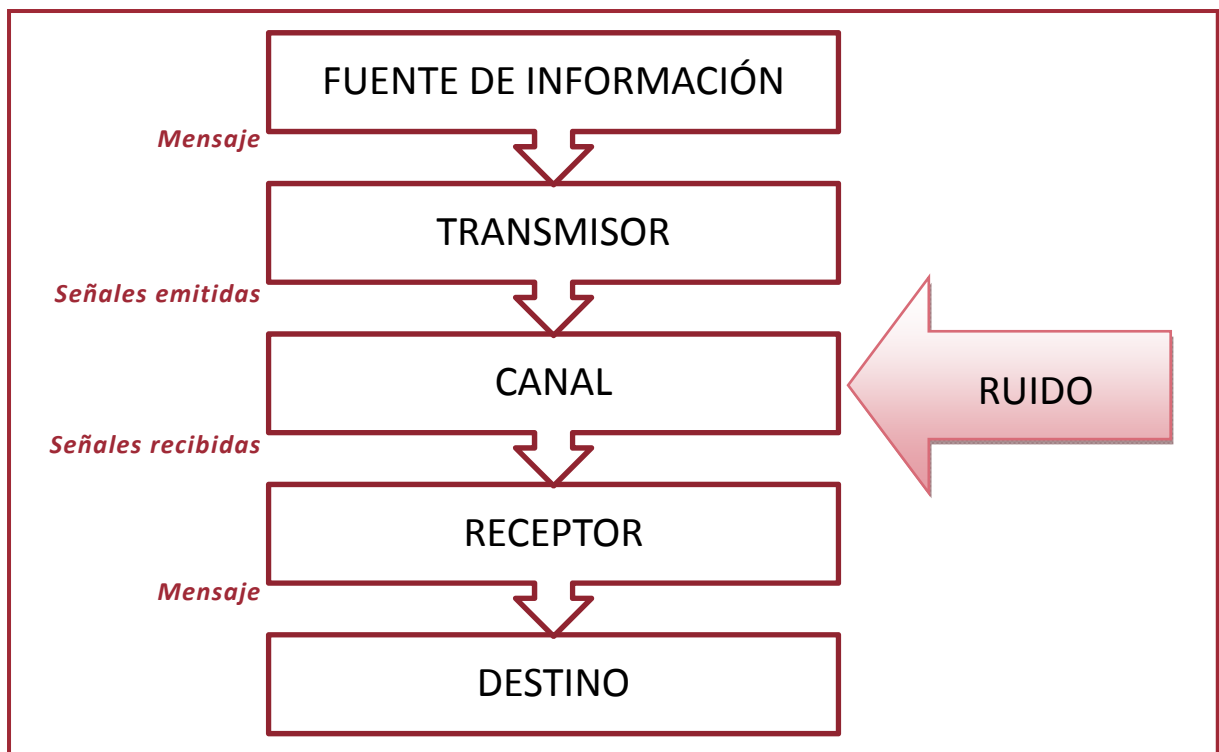 FUENTE DE INFORMACIÓN
Mensaje
TRANSMISOR
Señales emitidas
CANAL
RUIDO
Señales recibidas
RECEPTOR
Mensaje
DESTINO